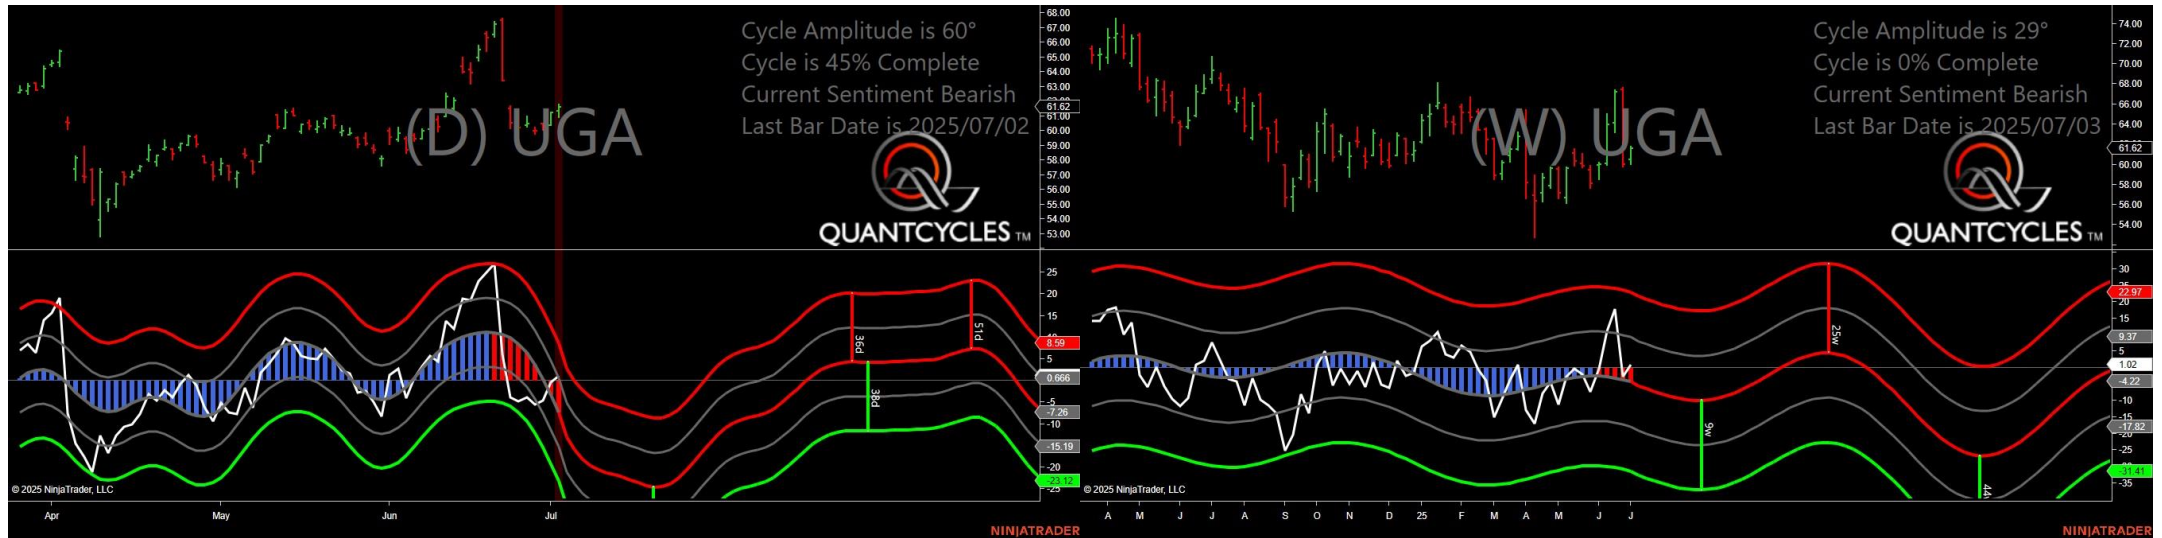 Cycle Amplitude is 60°
Cycle is 45% Complete
Current Sentiment Bearish
Last Bar Date is 2025/07/02
(D) UGA
QUANTCYCLES TM
68.00
67.00
66.00
65.00
64.00
63.00
61.62
61.00
60.00
59.00
58.00
57.00
56.00
55.00
54.00
53.00
25
20
15
8.59
5
0.666
-5
-7.26
-10
-15.19
-20
-23.12
-25
36d
38d
51d
© 2025 NinjaTrader, LLC
Apr May Jun Jul
NINJATRADER
Cycle Amplitude is 29°
Cycle is 0% Complete
Current Sentiment Bearish
Last Bar Date is 2025/07/03
(W) UGA
QUANTCYCLES TM
74.00
72.00
70.00
68.00
66.00
64.00
61.62
60.00
58.00
56.00
54.00
30
22.97
15
9.37
5
1.02
-4.22
-10
-15
-17.82
-20
-25
-31.41
-35
25w
9w
© 2025 NinjaTrader, LLC
A M J J A S O N D 25 F M A M J J
NINJATRADER